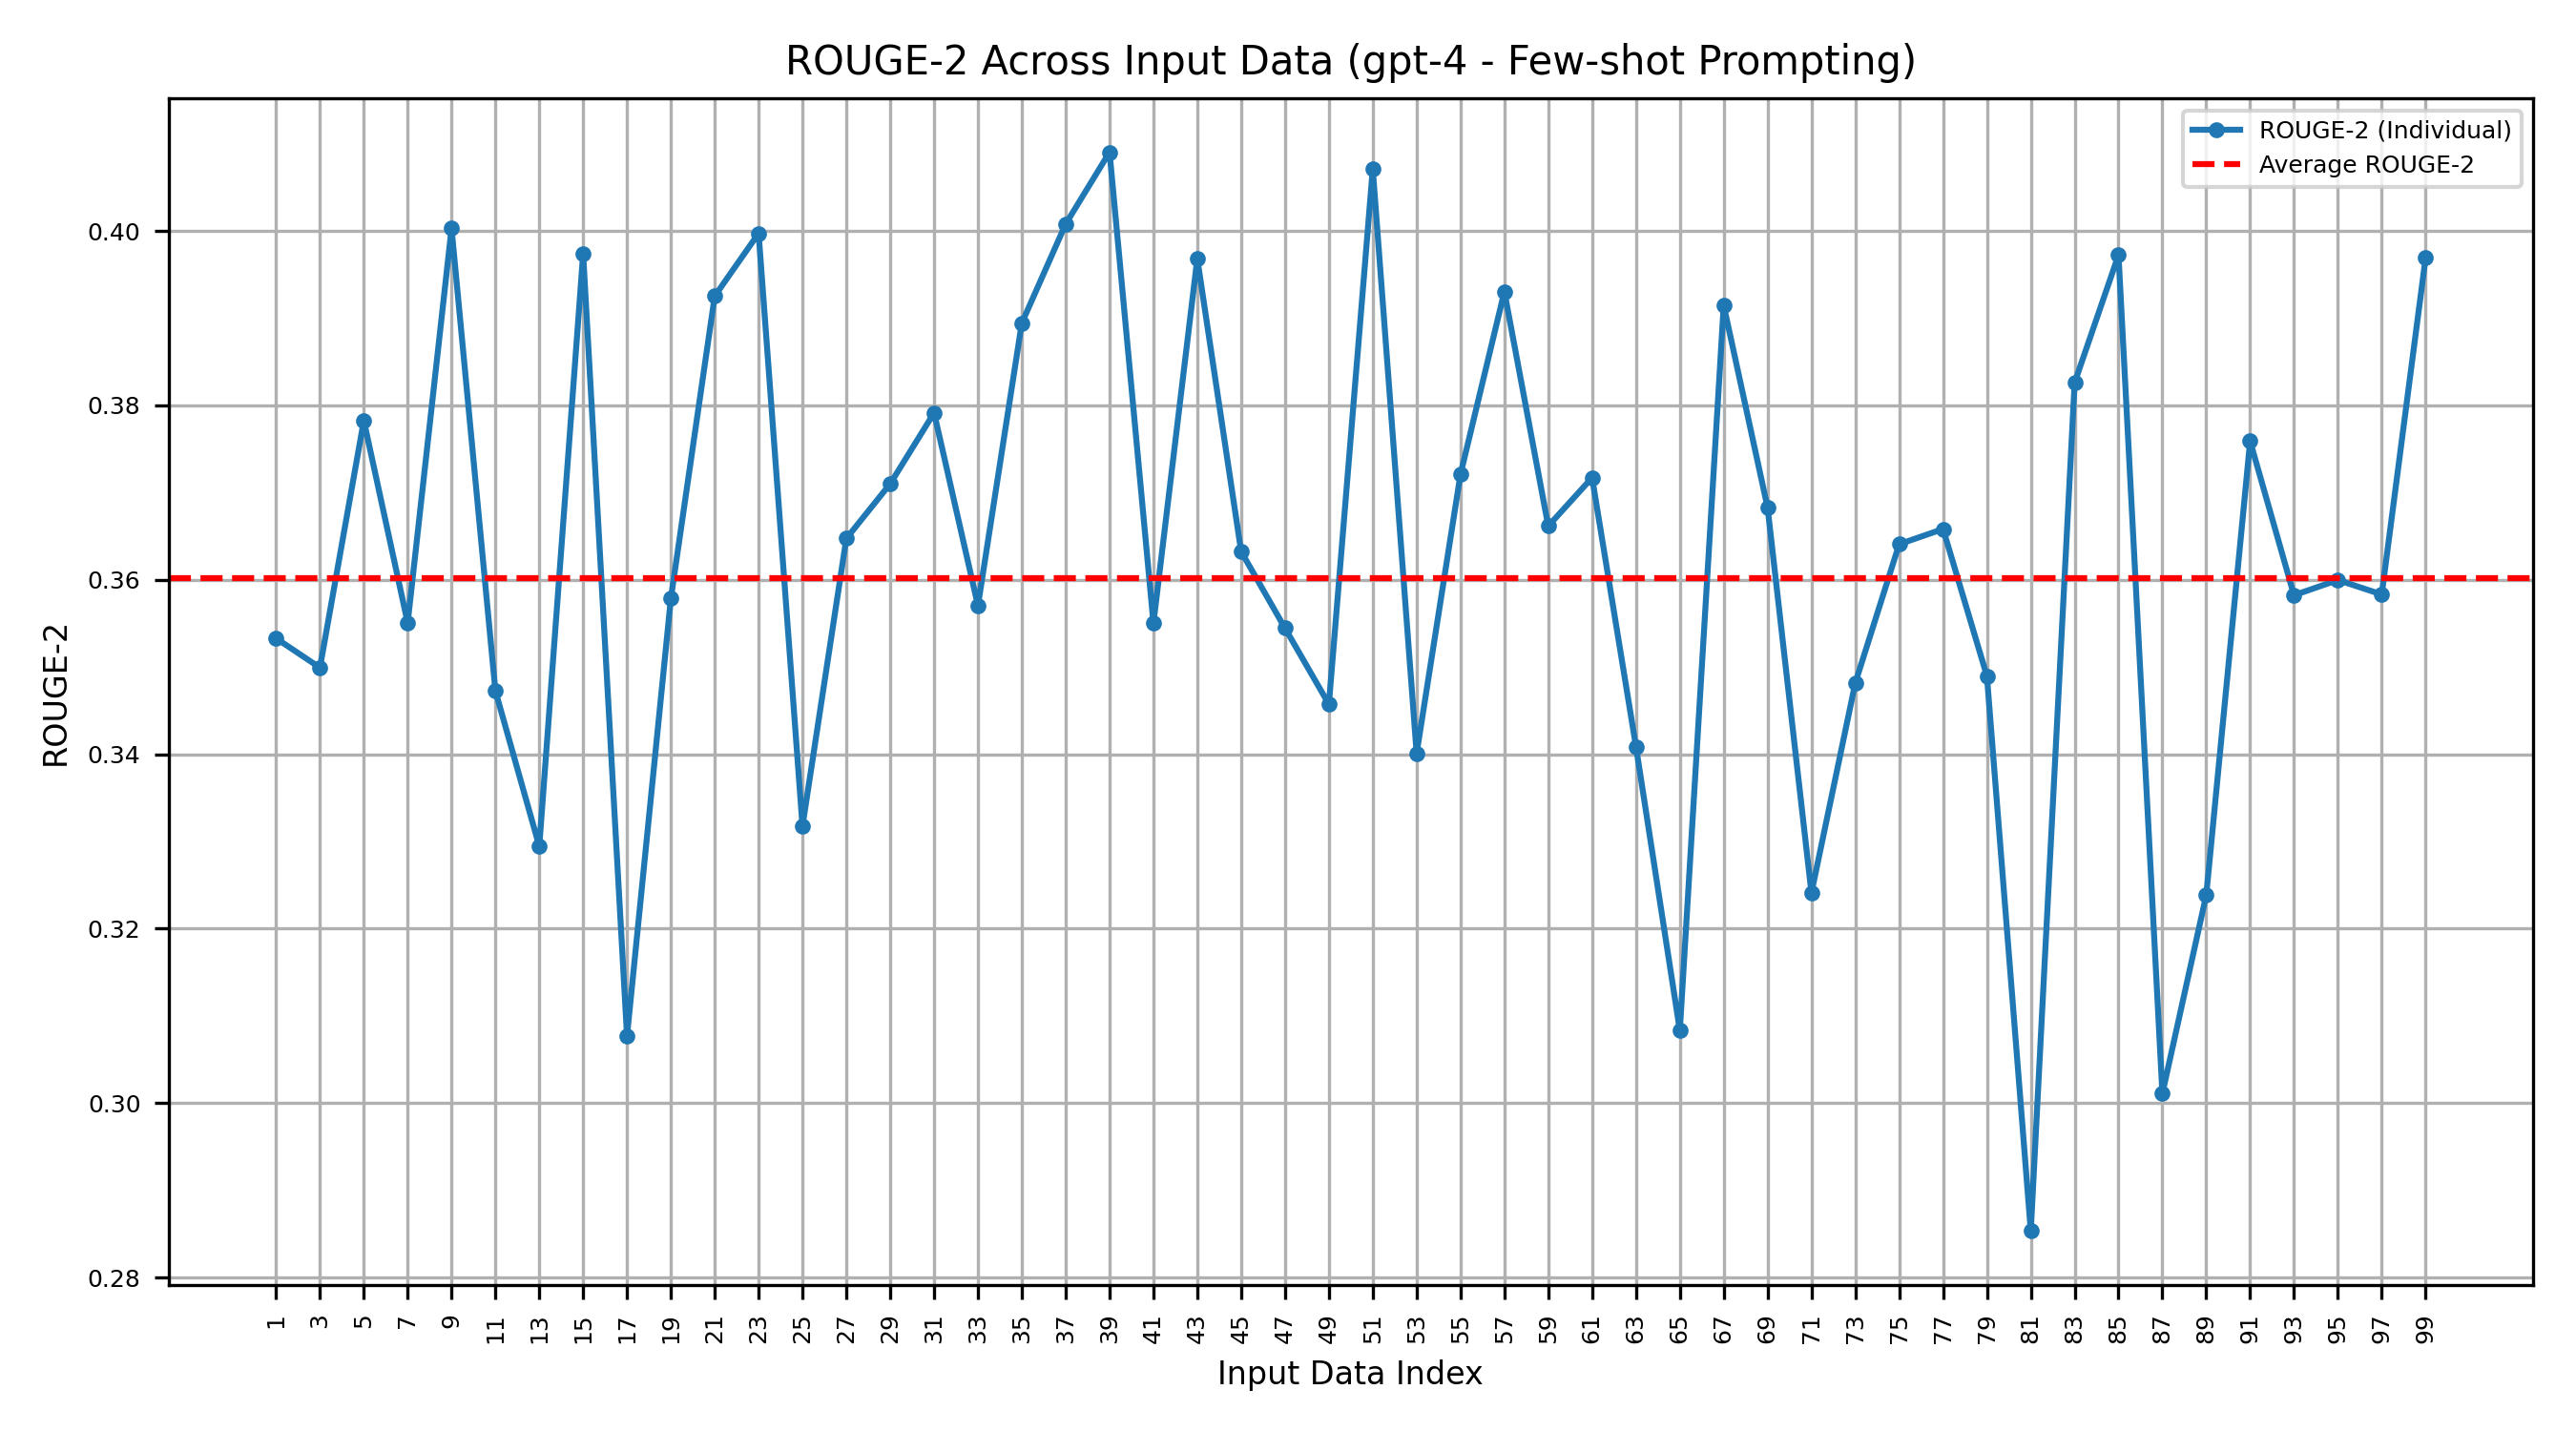 ROUGE-2 Across Input Data (gpt-4 - Few-shot Prompting)
ROUGE-2 (Individual)
Average ROUGE-2
0.40
0.38
0.36
0.34
0.32
0.30
0.28
ROUGE-2
1 3 5 7 9 11 13 15 17 19 21 23 25 27 29 31 33 35 37 39 41 43 45 47 49 51 53 55 57 59 61 63 65 67 69 71 73 75 77 79 81 83 85 87 89 91 93 95 97 99
Input Data Index